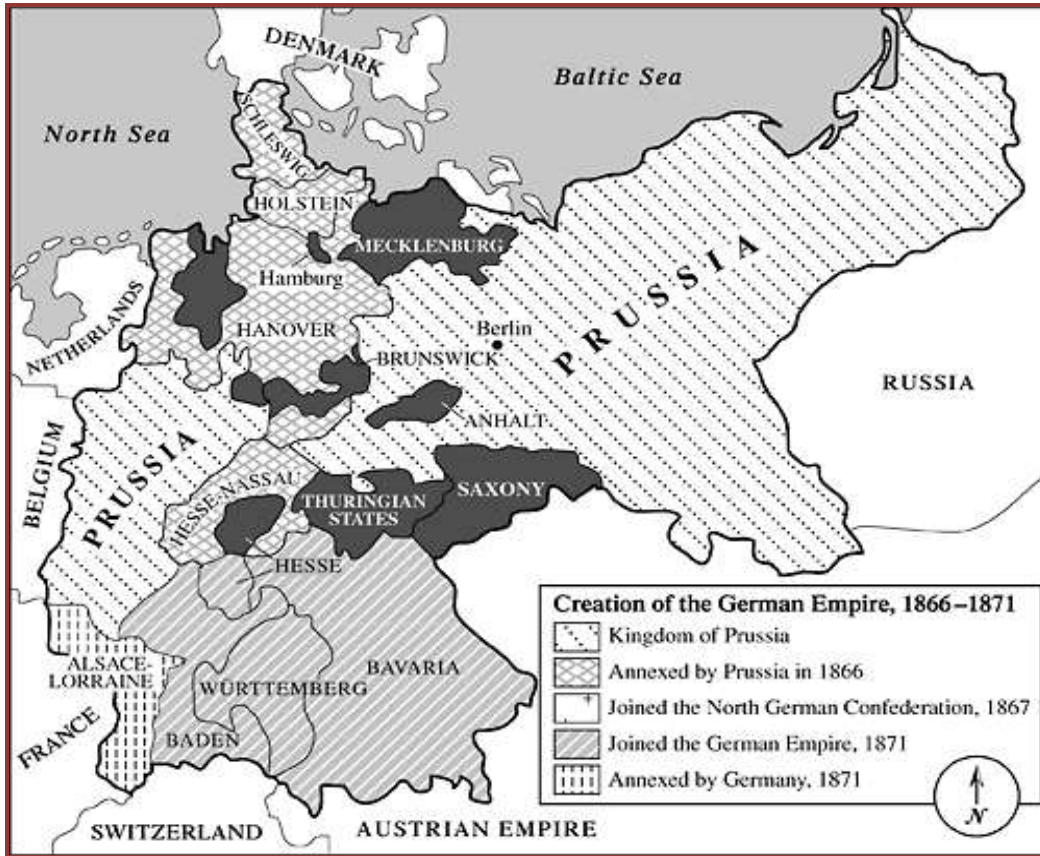 DENMARK
Baltic Sea
North Sea
SCHLESWIG
HOLSTEIN
MECKLENBURG
Hamburg
NETHERLANDS
HANOVER
Berlin
PRUSSIA
BRUNSWICK
RUSSIA
ANHALT
BELGIUM
PRUSSIA
HESSE-NASSAU
THURINGIAN
STATES
SAXONY
HESSE
ALSACE-
LORRAINE
WÜRTTEMBERG
BAVARIA
BADEN
FRANCE
SWITZERLAND
AUSTRIAN EMPIRE
Creation of the German Empire, 1866–1871
Kingdom of Prussia
Annexed by Prussia in 1866
Joined the North German Confederation, 1867
Joined the German Empire, 1871
Annexed by Germany, 1871
N